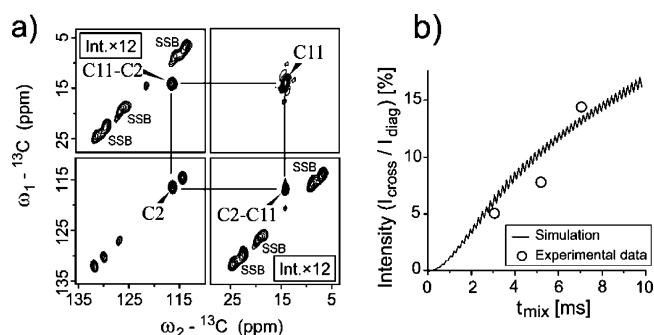 a)
5
15
25
Int.×12
SSB
C11-C2
SSB
SSB
C11
115
125
135
C2
SSB
C2-C11
SSB
SSB
Int.×12
135 125 115 25 15 5
ω1 - 13C (ppm)
ω2 - 13C (ppm)
b)
Intensity (Icross / Idiag) [%]
15
10
5
0
0 2 4 6 8 10
tmix [ms]
Simulation
Experimental data